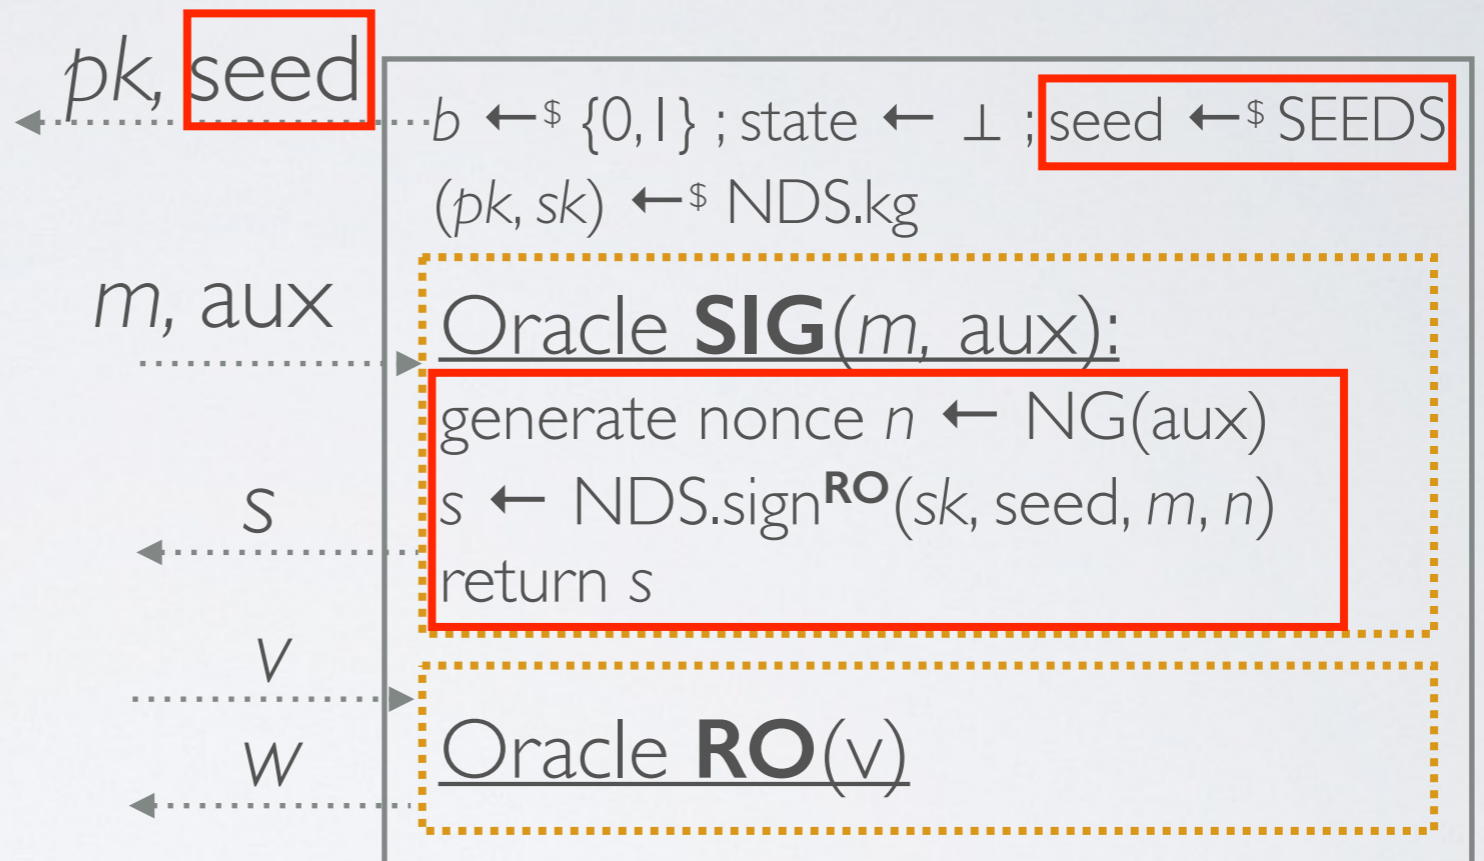 pk, seed
b ←$ {0,1} ; state ← ⊥ ; seed ←$ SEEDS
(pk, sk) ←$ NDS.kg
m, aux
Oracle SIG(m, aux):
generate nonce n ← NG(aux)
s ← NDS.sign^RO(sk, seed, m, n)
s
return s
v
Oracle RO(v)
w